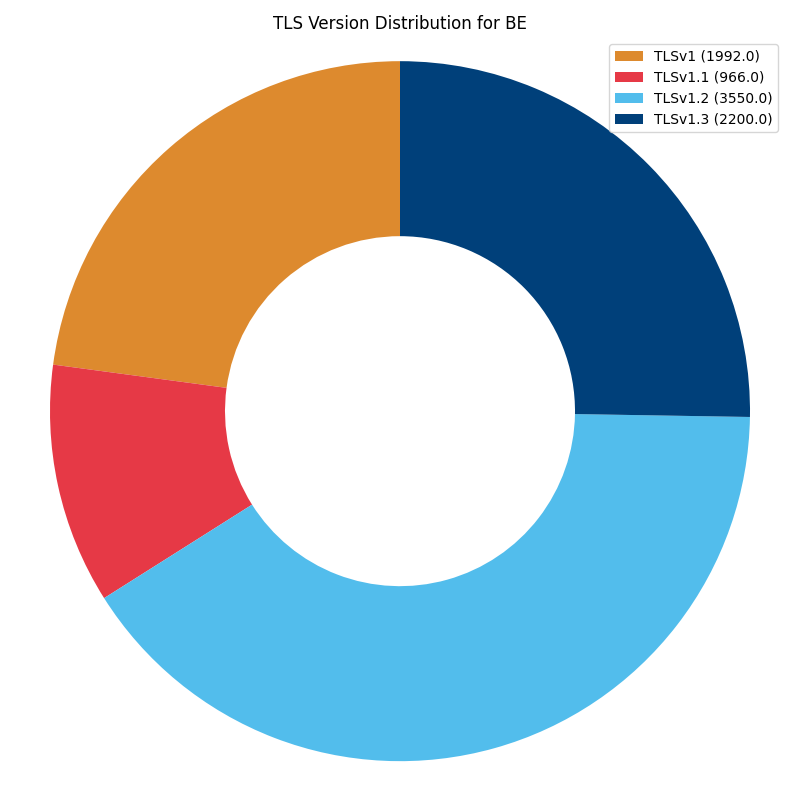 TLS Version Distribution for BE
TLSv1 (1992.0)
TLSv1.1 (966.0)
TLSv1.2 (3550.0)
TLSv1.3 (2200.0)